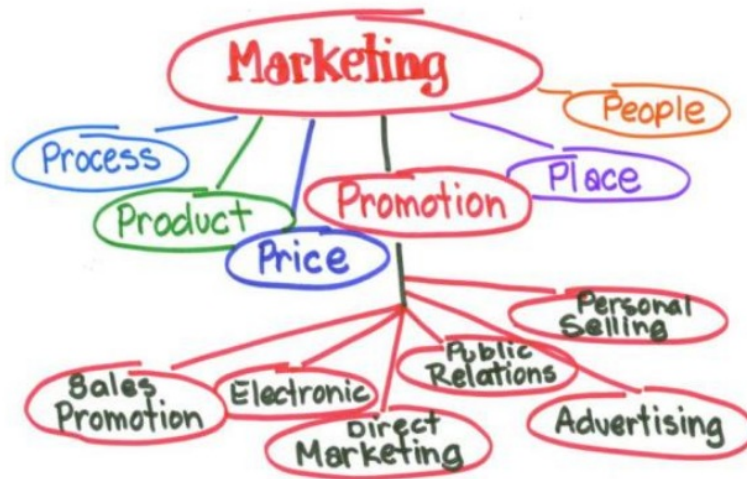 Marketing
People
Process
Place
Product
Promotion
Price
Personal
Selling
Public
Relations
Sales
Promotion
Electronic
Direct
Marketing
Advertising